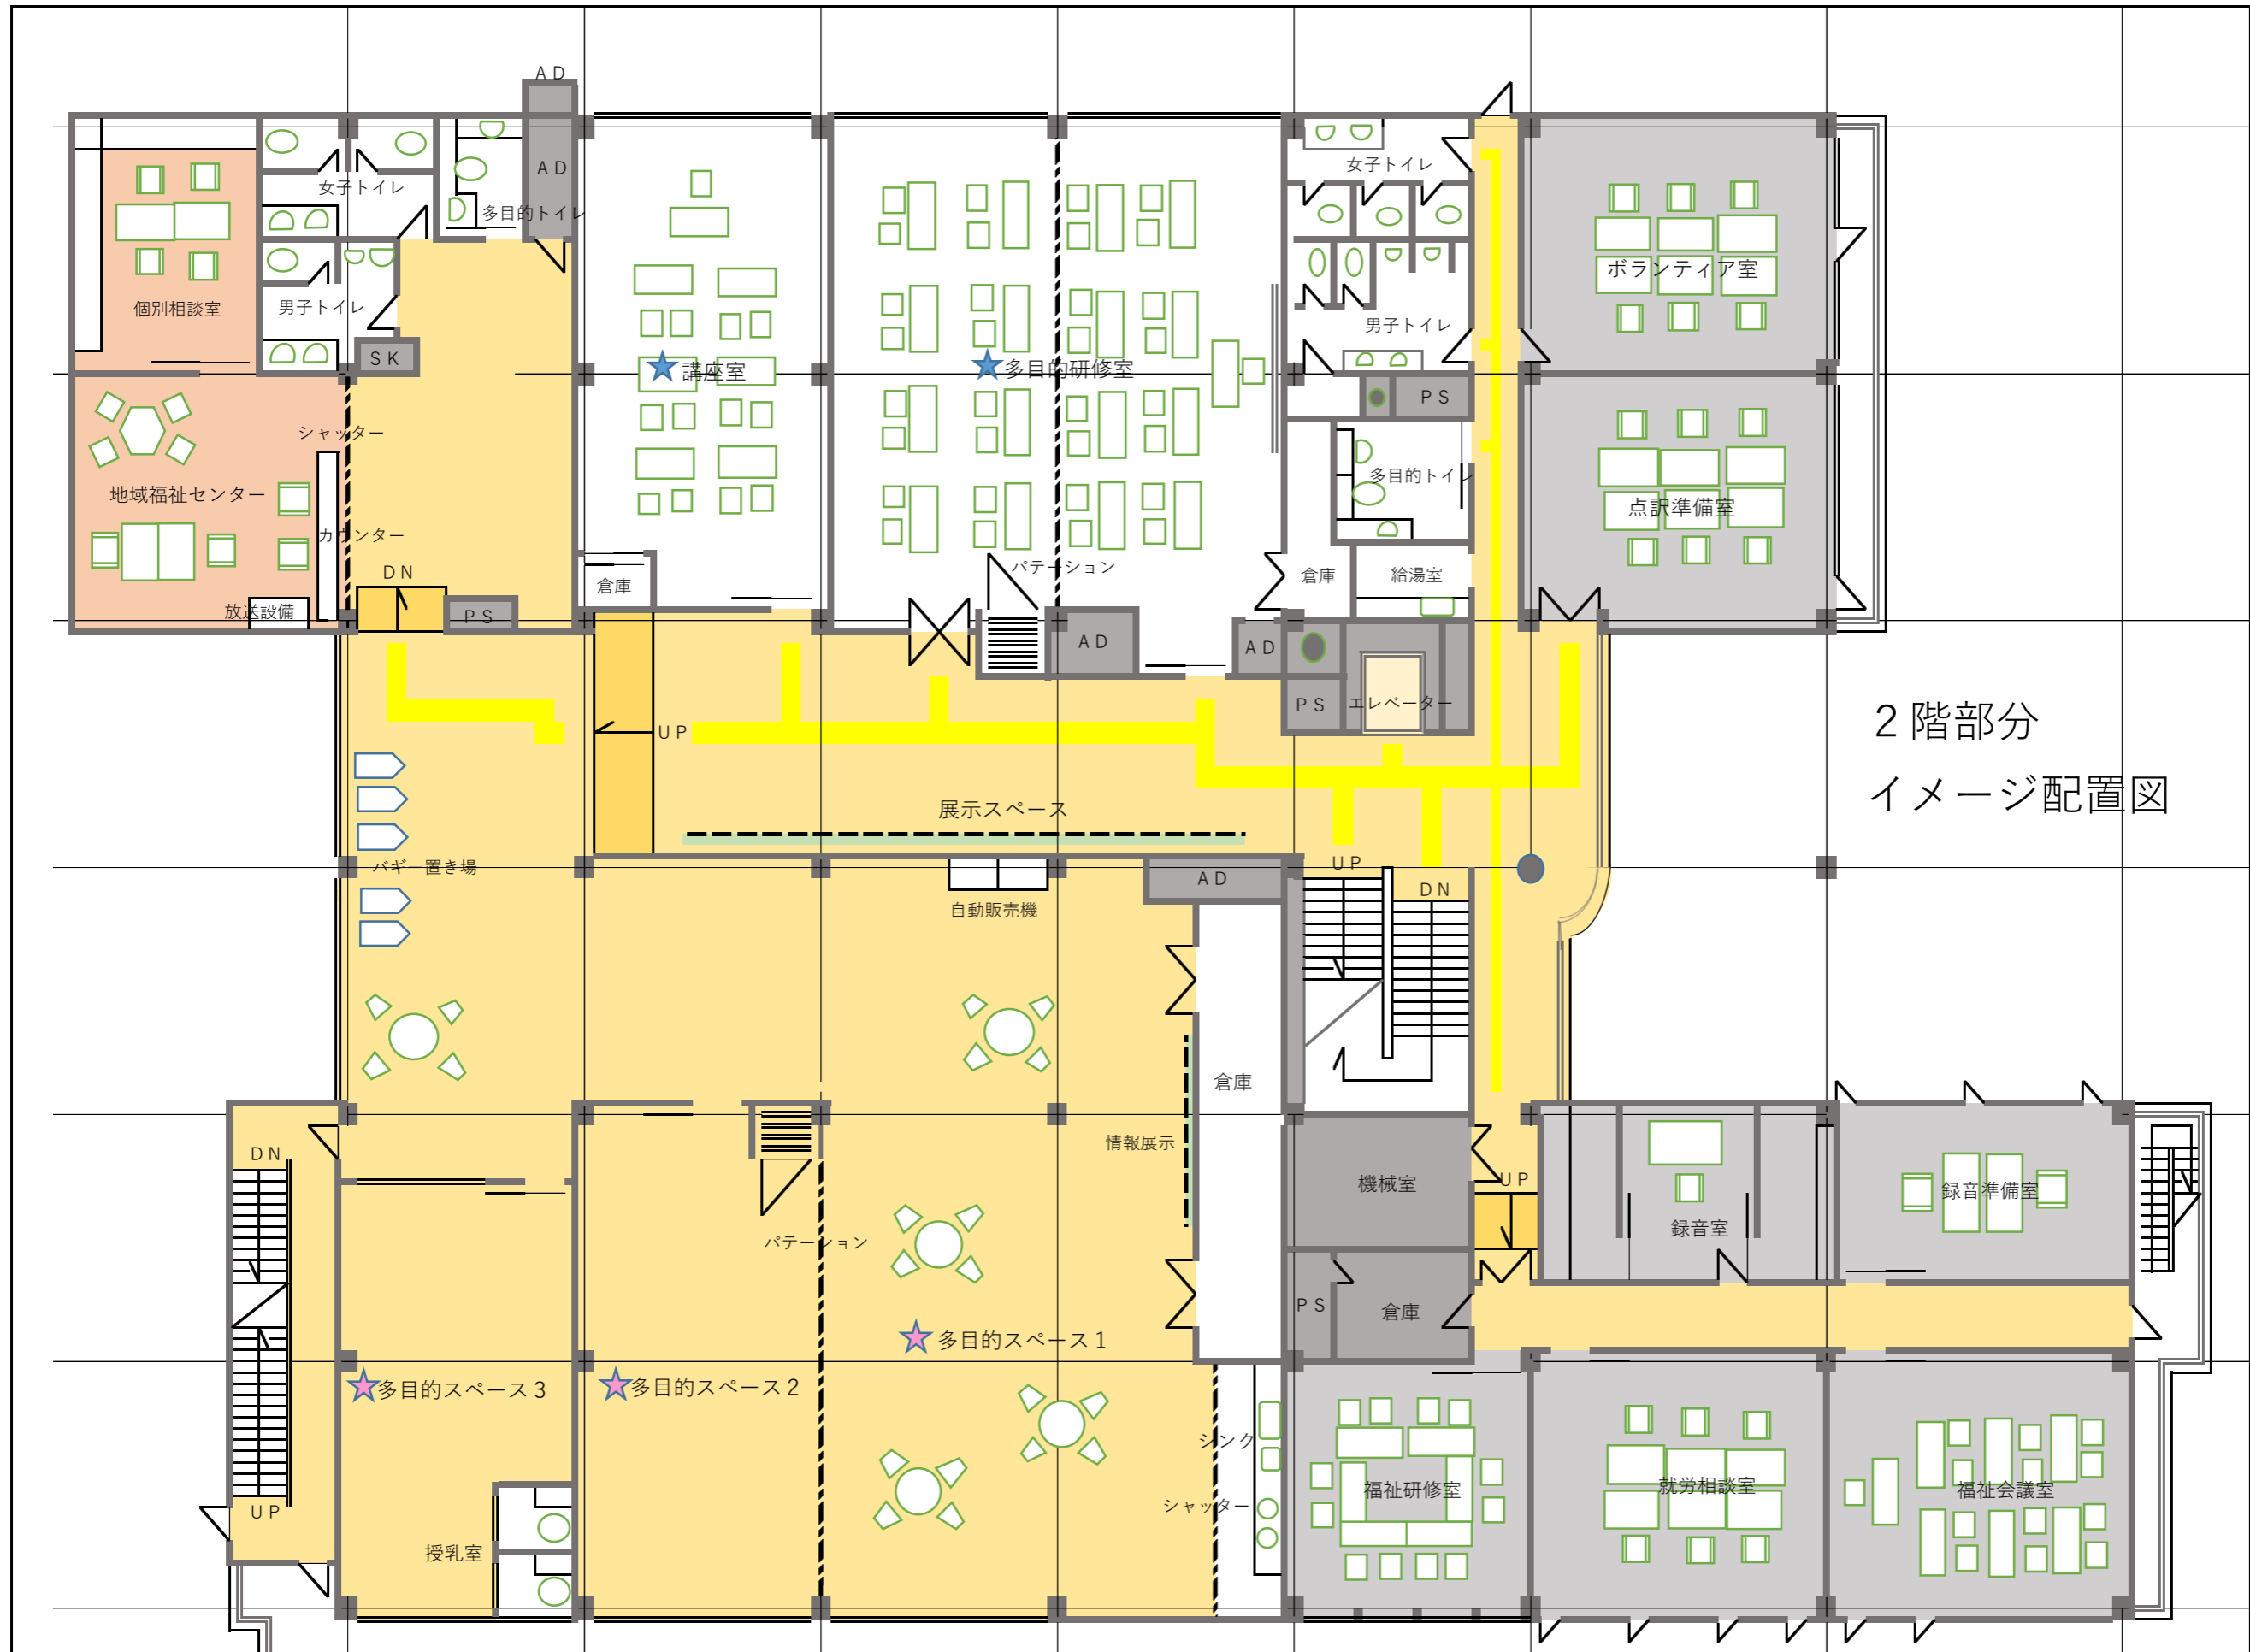 AD
AD
女子トイレ
多目的トイレ
個別相談室
男子トイレ
SK
シャッター
地域福祉センター
カウンター
放送設備
DN
PS
講座室
倉庫
多目的研修室
パテーション
AD
AD
女子トイレ
男子トイレ
PS
多目的トイレ
倉庫
給湯室
PS
エレベーター
ボランティア室
点訳準備室
2階部分
イメージ配置図
UP
展示スペース
バギー置き場
自動販売機
AD
UP
DN
倉庫
情報展示
DN
UP
パテーション
多目的スペース1
多目的スペース2
多目的スペース3
授乳室
シンク
シャッター
機械室
UP
PS
倉庫
録音室
録音準備室
福祉研修室
就労相談室
福祉会議室